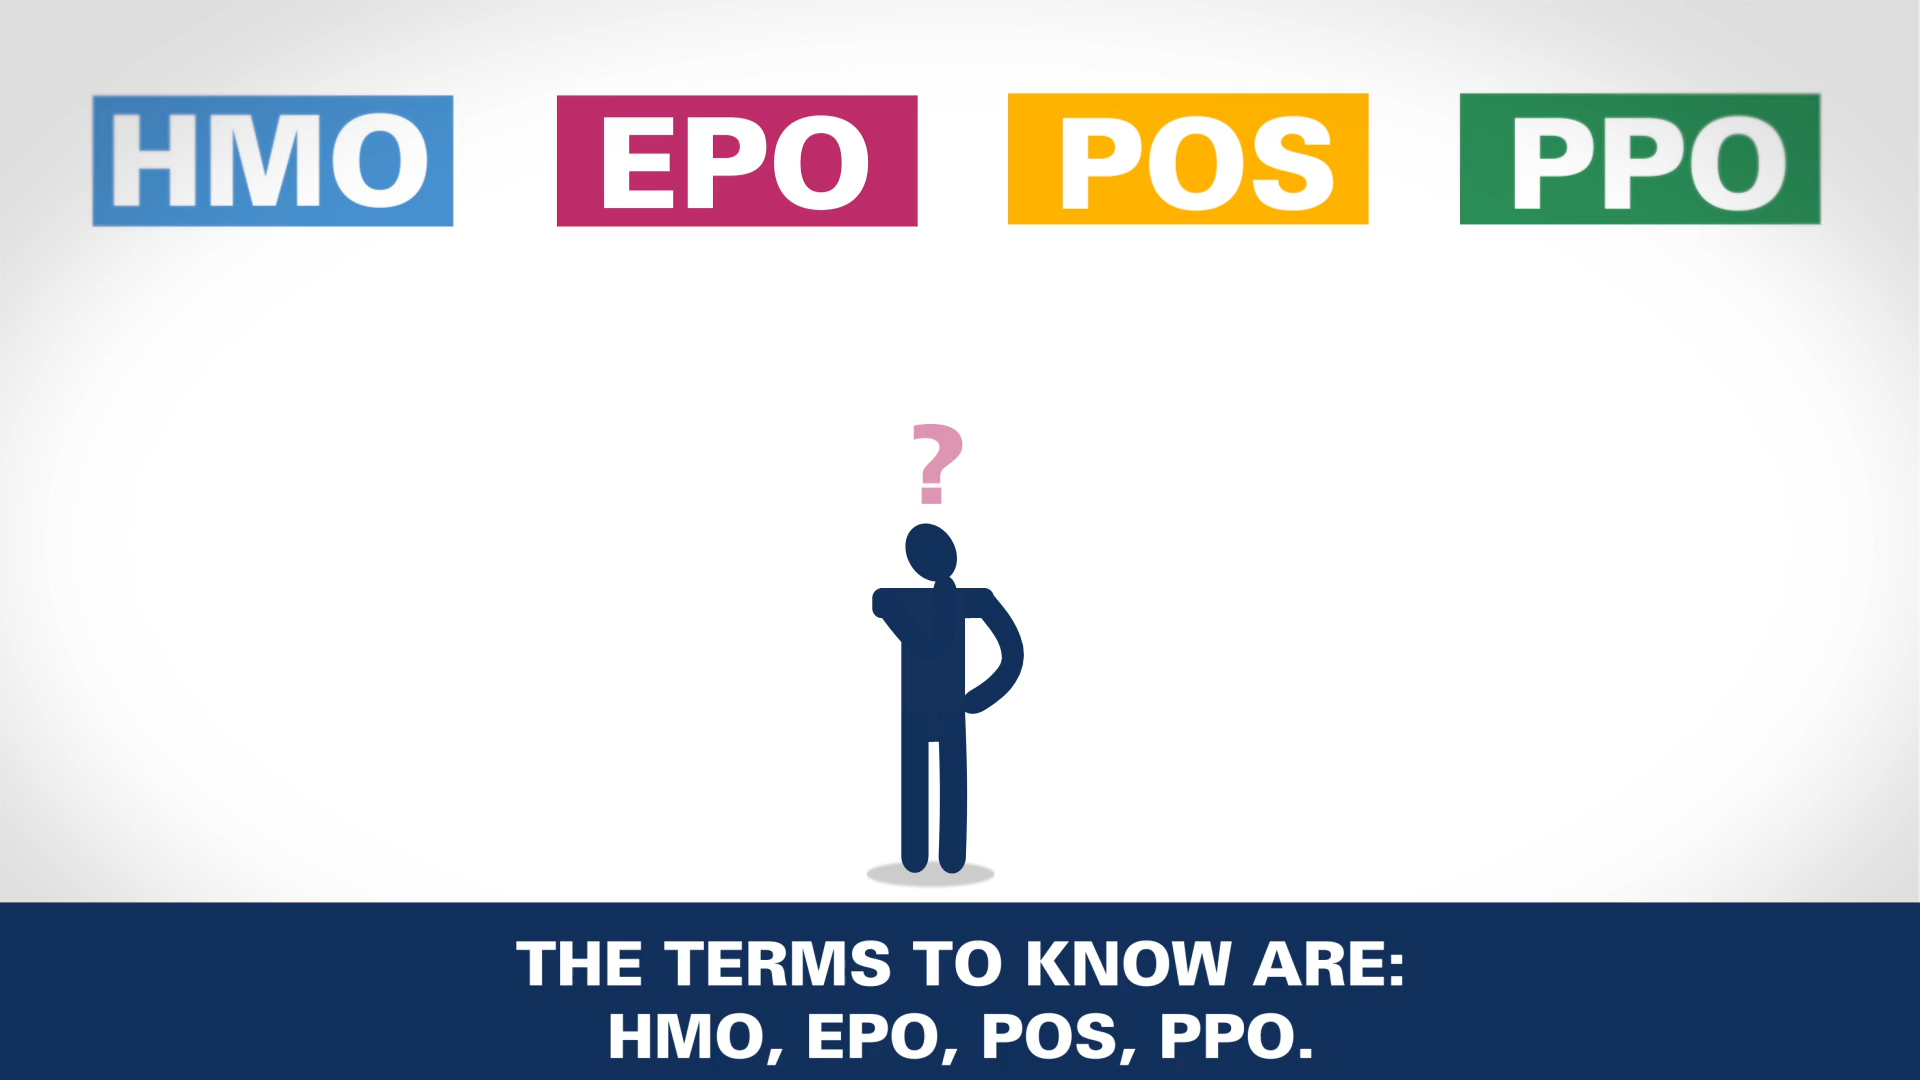 HMO EPO POS PPO
?
THE TERMS TO KNOW ARE:
HMO, EPO, POS, PPO.